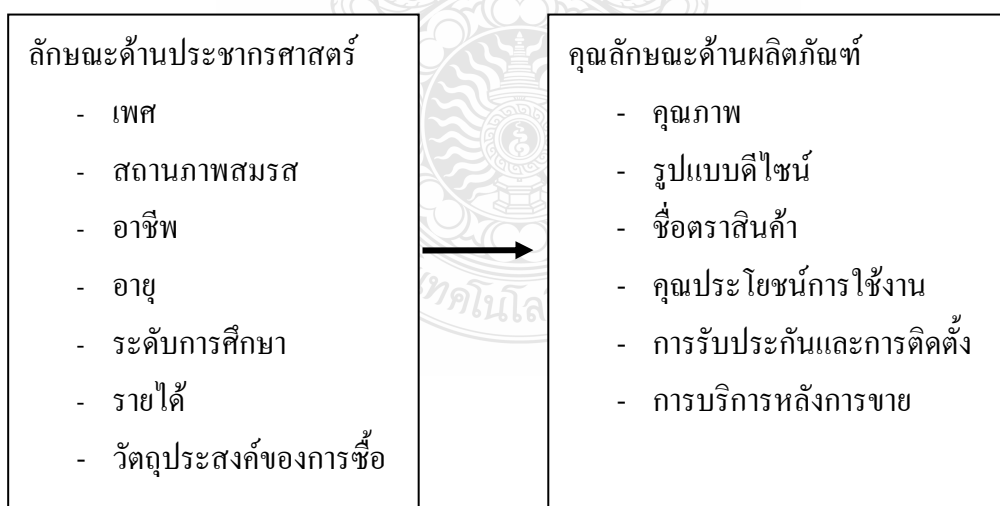 ลักษณะด้านประชากรศาสตร์
- เพศ
- สถานภาพสมรส
- อาชีพ
- อายุ
- ระดับการศึกษา
- รายได้
- วัตถุประสงค์ของการซื้อ
คุณลักษณะด้านผลิตภัณฑ์
- คุณภาพ
- รูปแบบดีไซน์
- ชื่อตราสินค้า
- คุณประโยชน์การใช้งาน
- การรับประกันและการติดตั้ง
- การบริการหลังการขาย